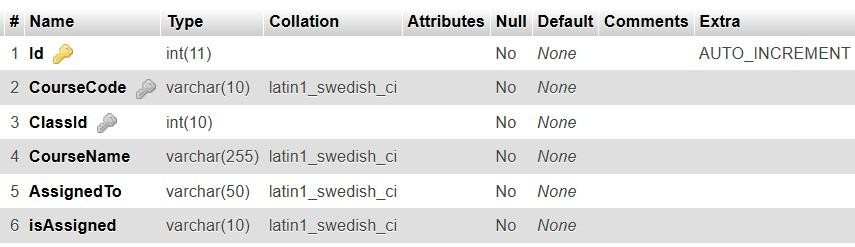 # Name Type Collation Attributes Null Default Comments Extra
1 Id int(11) No None AUTO_INCREMENT
2 CourseCode varchar(10) latin1_swedish_ci No None
3 ClassId int(10) No None
4 CourseName varchar(255) latin1_swedish_ci No None
5 AssignedTo varchar(50) latin1_swedish_ci No None
6 isAssigned varchar(10) latin1_swedish_ci No None